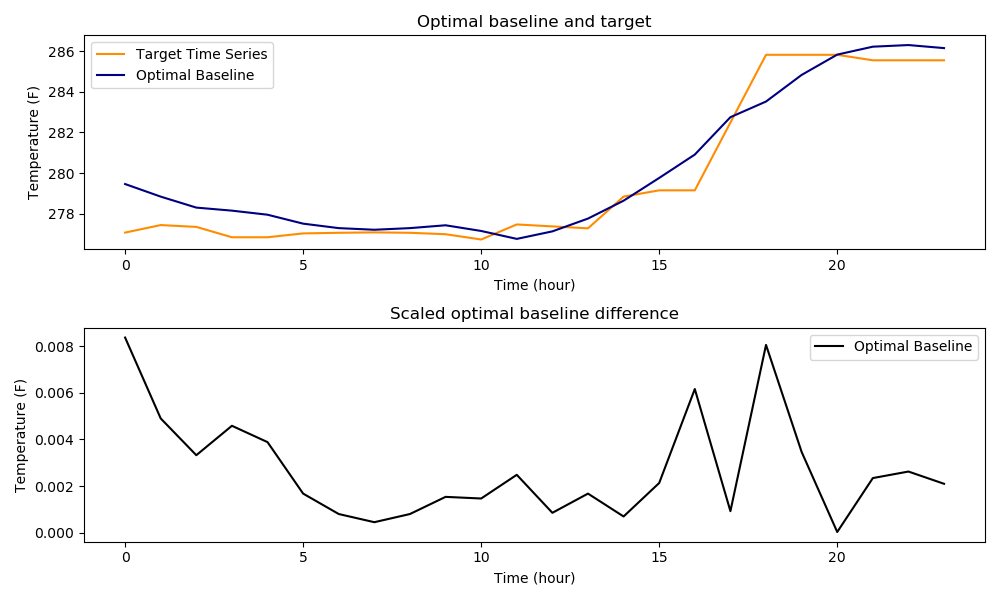 Optimal baseline and target
Temperature (F)
286
284
282
280
278
Target Time Series
Optimal Baseline
0
5
10
15
20
Time (hour)
Scaled optimal baseline difference
Temperature (F)
0.008
0.006
0.004
0.002
0.000
Optimal Baseline
0
5
10
15
20
Time (hour)